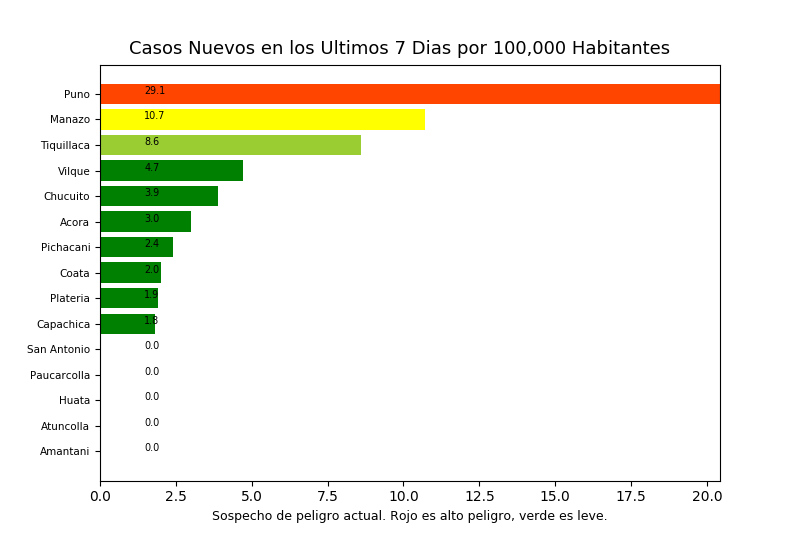 Casos Nuevos en los Ultimos 7 Dias por 100,000 Habitantes
Puno 29.1
Manazo 10.7
Tiquillaca 8.6
Vilque 4.7
Chucuito 3.9
Acora 3.0
Pichacani 2.4
Coata 2.0
Plateria 1.9
Capachica 1.8
San Antonio 0.0
Paucarcolla 0.0
Huata 0.0
Atuncolla 0.0
Amantani 0.0
0.0 2.5 5.0 7.5 10.0 12.5 15.0 17.5 20.0
Sospecho de peligro actual. Rojo es alto peligro, verde es leve.